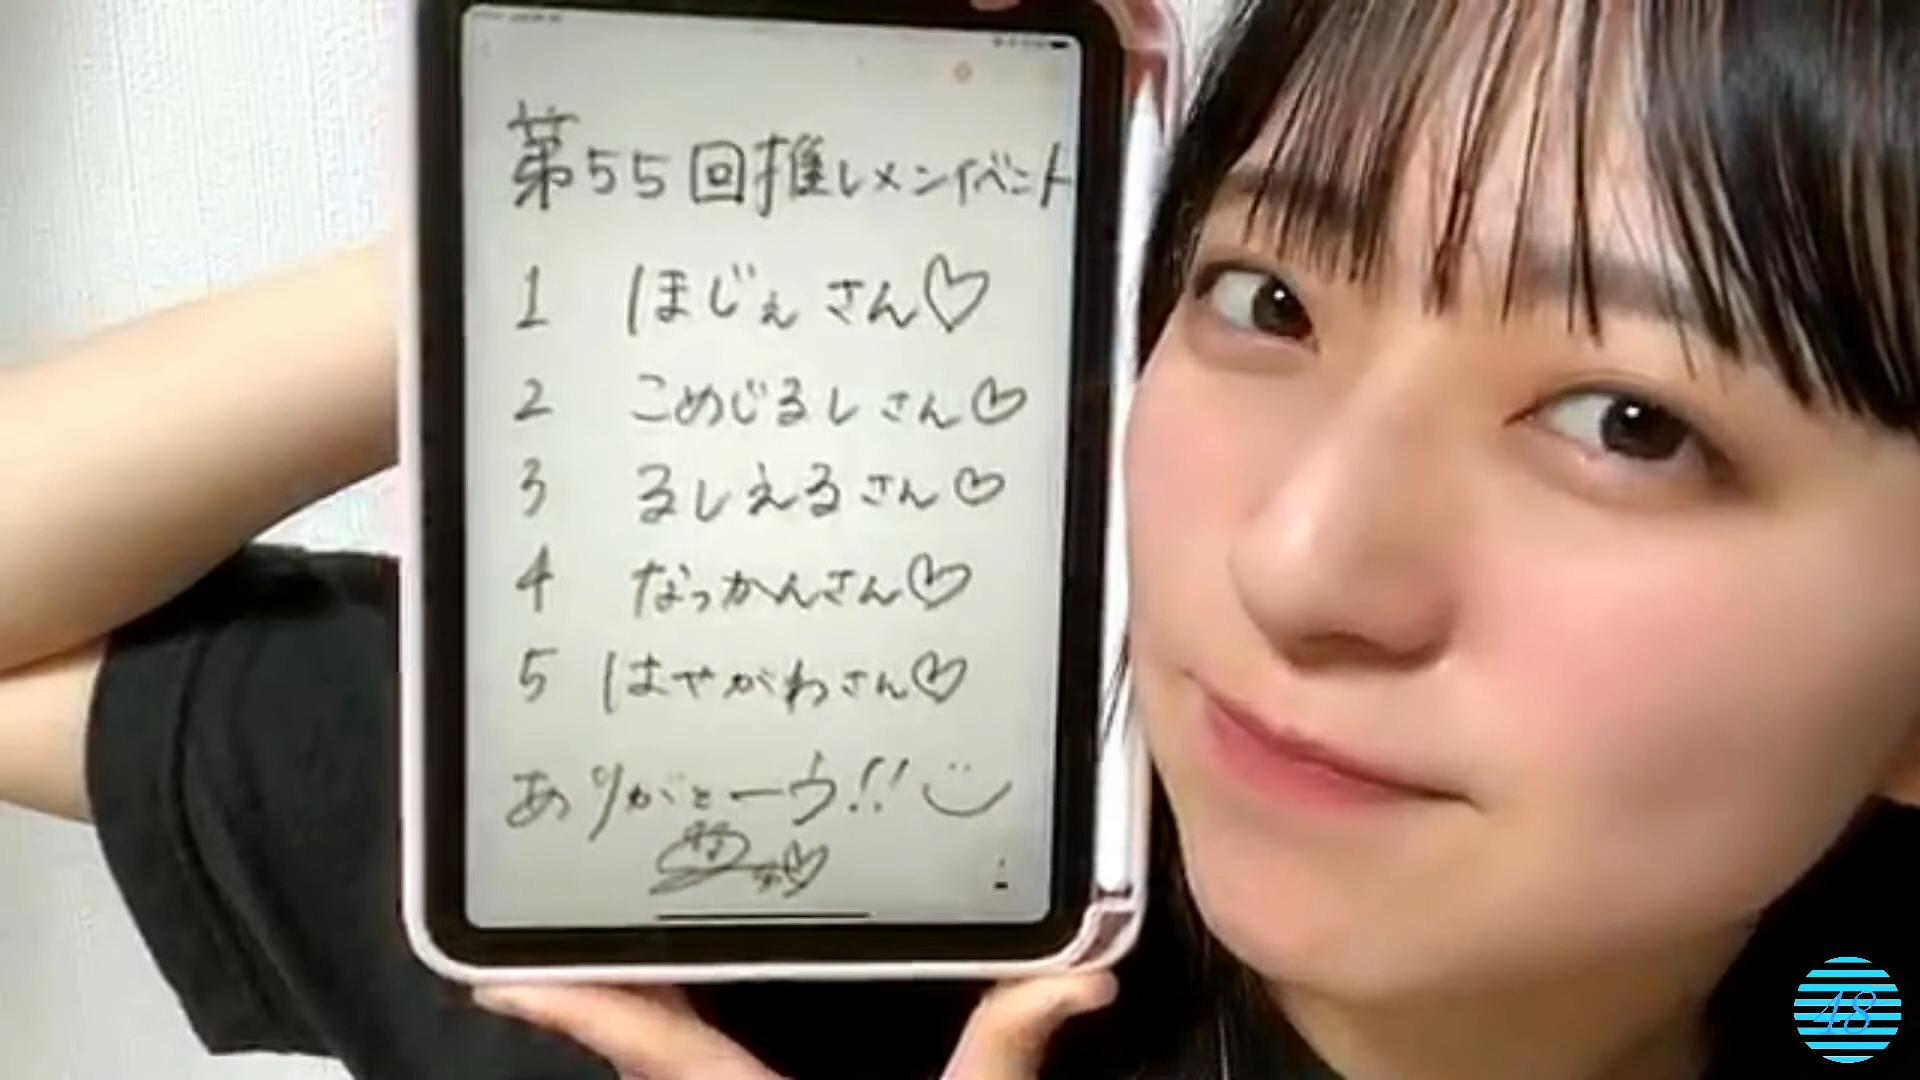 第55回推しメンイベント
1 ほじぇさん♡
2 こめじるしさん♡
3 るしえるさん♡
4 なっかんさん♡
5 はやがわさん♡
ありがとーう!!
48